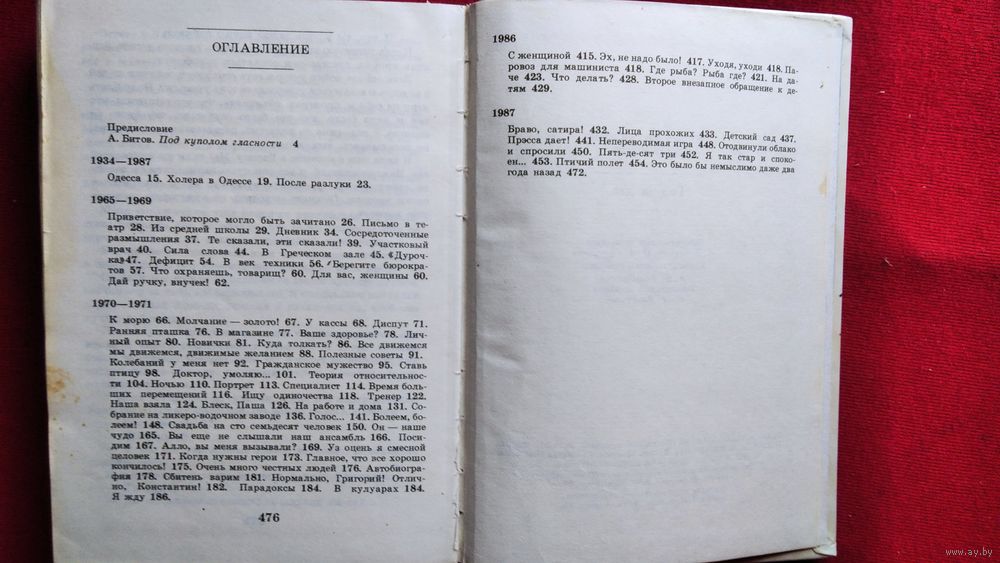 ОГЛАВЛЕНИЕ
Предисловие
А. Битов. Под куполом гласности 4
1934—1987
Одесса 15. Холера в Одессе 19. После разлуки 23.
1965—1969
Приветствие, которое могло быть зачитано 26. Письмо в те-
атр 28. Из средней школы 29. Дневник 34. Сосредоточенные
размышления 37. Те сказали, эти сказали! 39. Участковый
врач 40. Сила слова 44. В Греческом зале 45. «Дуроч-
ка» 47. Дефицит 54. В век техники 56. Берегите бюрокра-
тов 57. Что охраняешь, товарищ? 60. Для вас, женщины 60.
Дай ручку, внучек! 62.
1970—1971
К морю 66. Молчание — золото! 67. У кассы 68. Диспут 71.
Ранняя пташка 76. В магазине 77. Ваше здоровье? 78. Лич-
ный опыт 80. Новички 81. Куда толкать? 86. Все движемся
мы движемся, движимые желанием 88. Полезные советы 91.
Колебаний у меня нет 92. Гражданское мужество 95. Ставь
птицу 98. Доктор, умоляю... 101. Теория относительнос-
ти 104. Ночью 110. Портрет 113. Специалист 114. Время боль-
ших перемещений 116. Ищу одиночества 118. Тренер 122.
Наша взяла 124. Блеск, Паша 126. На работе и дома 131. Со-
брание на ликеро-водочном заводе 136. Голос... 141. Болеем, бо-
леем! 148. Свадьба на сто семьдесят человек 150. Он — наше
чудо 165. Вы еще не слышали наш ансамбль 166. Поси-
дим 167. Алло, вы меня вызывали? 169. Уз оцень я смесной
целовек 171. Когда нужны герои 173. Главное, что все хорошо
кончилось! 175. Очень много честных людей 176. Автобиогра-
фия 178. Сбитень варим 181. Нормально, Григорий! Отлич-
но, Константин! 182. Парадоксы 184. В кулуарах 184.
Я жду 186.
476
1986
С женщиной 415. Эх, не надо было! 417. Уходя, уходи 418. Па-
ровоз для машиниста 418. Где рыба? Рыба где? 421. На да-
че 423. Что делать? 428. Второе внезапное обращение к де-
тям 429.
1987
Браво, сатира! 432. Лица прохожих 433. Детский сад 437.
Прэсса дает! 441. Непереводимая игра 448. Отодвинули облако
и спросили 450. Пять-де-сят три 452. Я так стар и споко-
ен... 453. Птичий полет 454. Это было бы немыслимо даже два
года назад 472.
www.ay.by